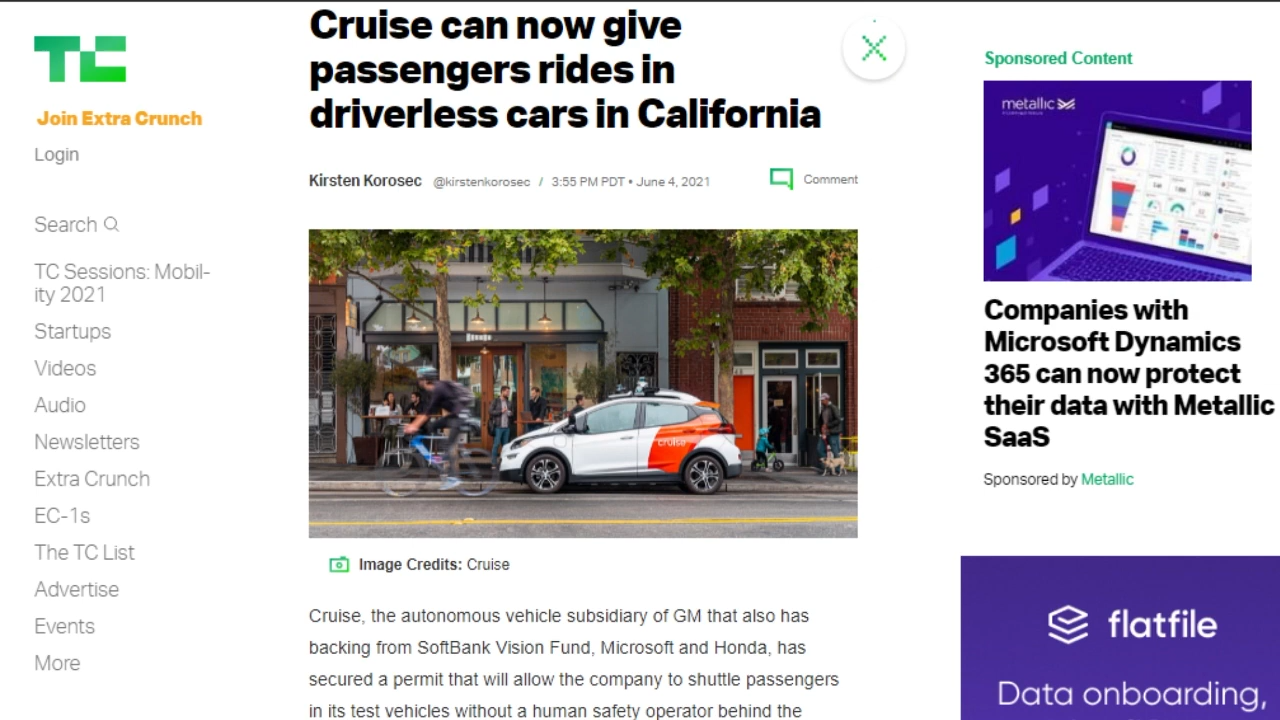 TC
Join Extra Crunch
Login
Search
TC Sessions: Mobil-
ity 2021
Startups
Videos
Audio
Newsletters
Extra Crunch
EC-1s
The TC List
Advertise
Events
More
Cruise can now give
passengers rides in
driverless cars in California
Kirsten Korosec @kirstenkorosec / 3:55 PM PDT • June 4, 2021
Comment
cruise
Image Credits: Cruise
Cruise, the autonomous vehicle subsidiary of GM that also has
backing from SoftBank Vision Fund, Microsoft and Honda, has
secured a permit that will allow the company to shuttle passengers
in its test vehicles without a human safety operator behind the
Sponsored Content
metallic
Companies with
Microsoft Dynamics
365 can now protect
their data with Metallic
SaaS
Sponsored by Metallic
flatfile
Data onboarding,